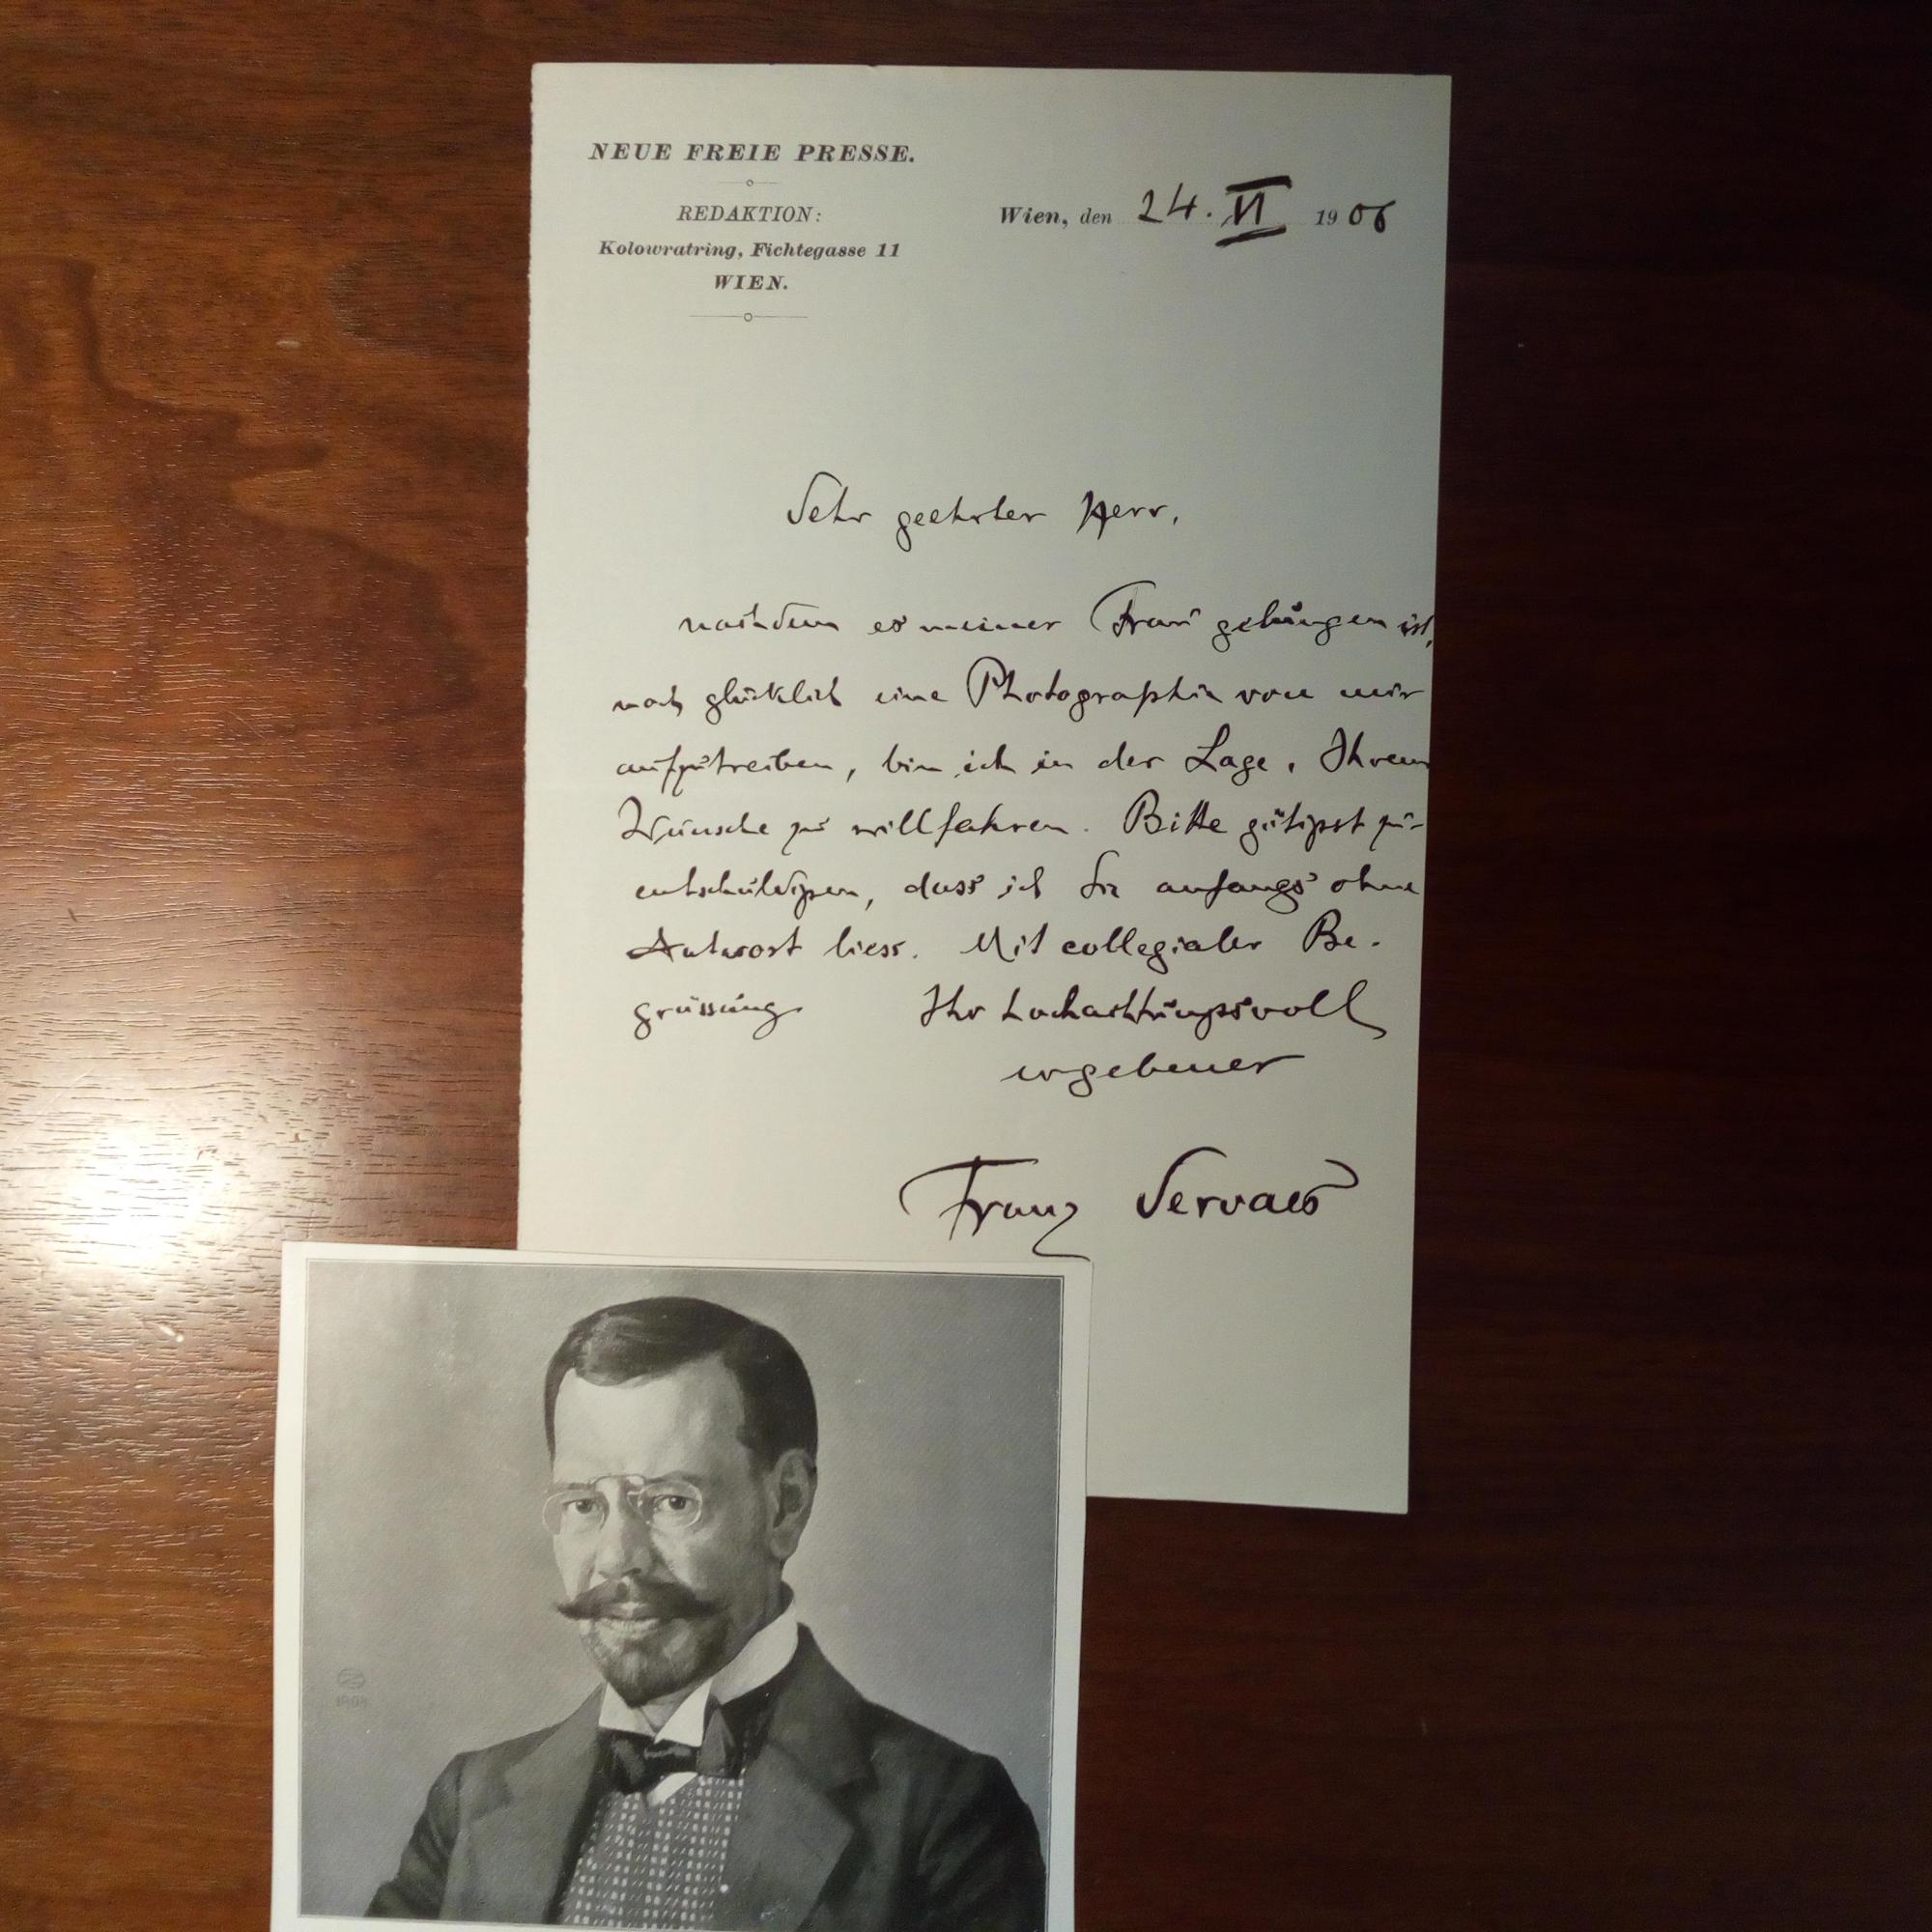 NEUE FREIE PRESSE.
REDAKTION:
Kolowratring, Fichtegasse 11
WIEN.
Wien, den 24. VI 1906
Sehr geehrter Herr,
nachdem es meiner Frau gelungen ist,
noch glücklich eine Photographie von mir
aufzutreiben, bin ich in der Lage, Ihrem
Wunsche zu willfahren. Bitte gütigst zu
entschuldigen, dass ich Sie anfangs ohne
Antwort liess. Mit collegialer Be-
grüssung Ihr hochachtungsvoll
ergebener
Franz Servaes
1904